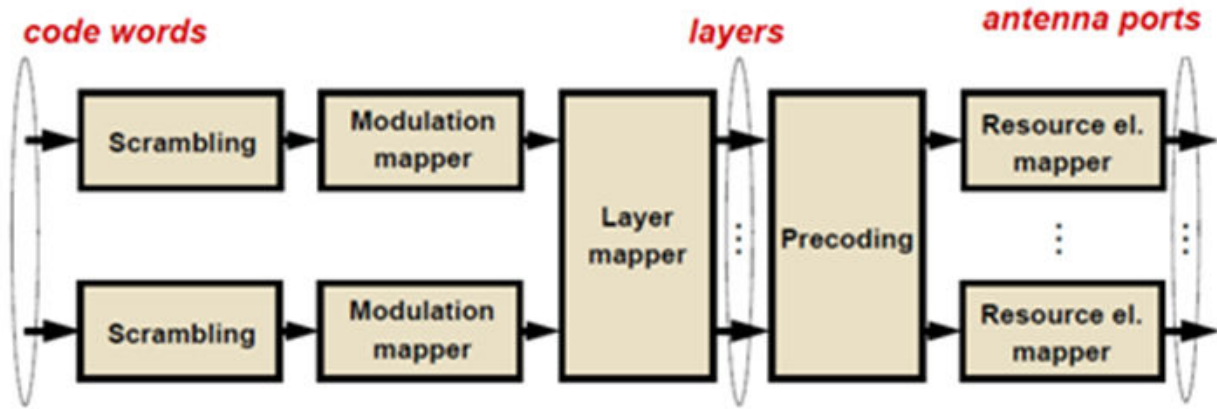 code words
layers
antenna ports
Scrambling
Modulation
mapper
Layer
mapper
Precoding
Resource el.
mapper
Scrambling
Modulation
mapper
Resource el.
mapper